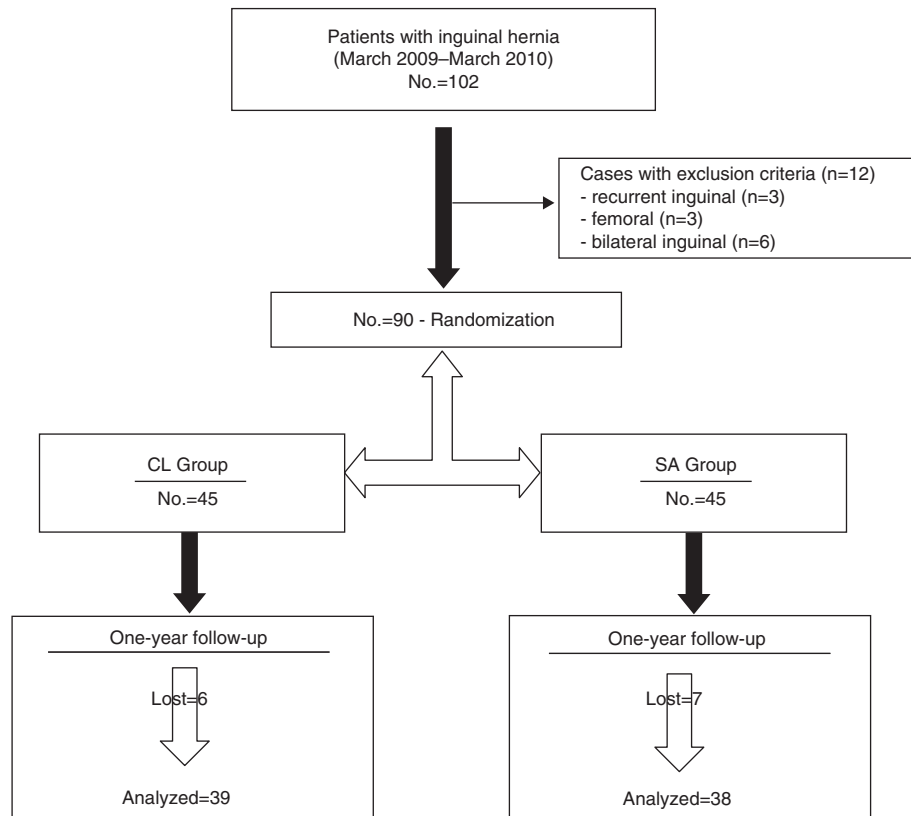 Patients with inguinal hernia
(March 2009–March 2010)
No.=102
Cases with exclusion criteria (n=12)
- recurrent inguinal (n=3)
- femoral (n=3)
- bilateral inguinal (n=6)
No.=90 - Randomization
CL Group
No.=45
SA Group
No.=45
One-year follow-up
Lost=6
Analyzed=39
One-year follow-up
Lost=7
Analyzed=38